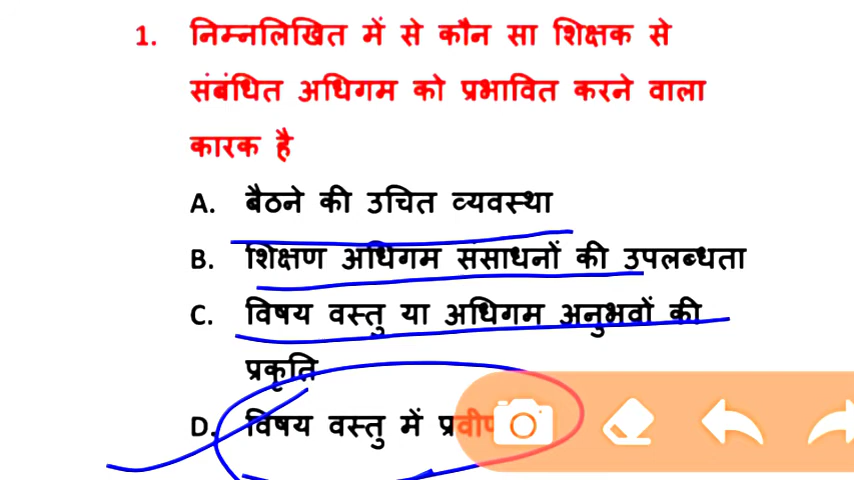 1. निम्नलिखित में से कौन सा शिक्षक से
संबंधित अधिगम को प्रभावित करने वाला
कारक है
A. बैठने की उचित व्यवस्था
B. शिक्षण अधिगम संसाधनों की उपलब्धता
C. विषय वस्तु या अधिगम अनुभवों की
प्रकृति
D. विषय वस्तु में